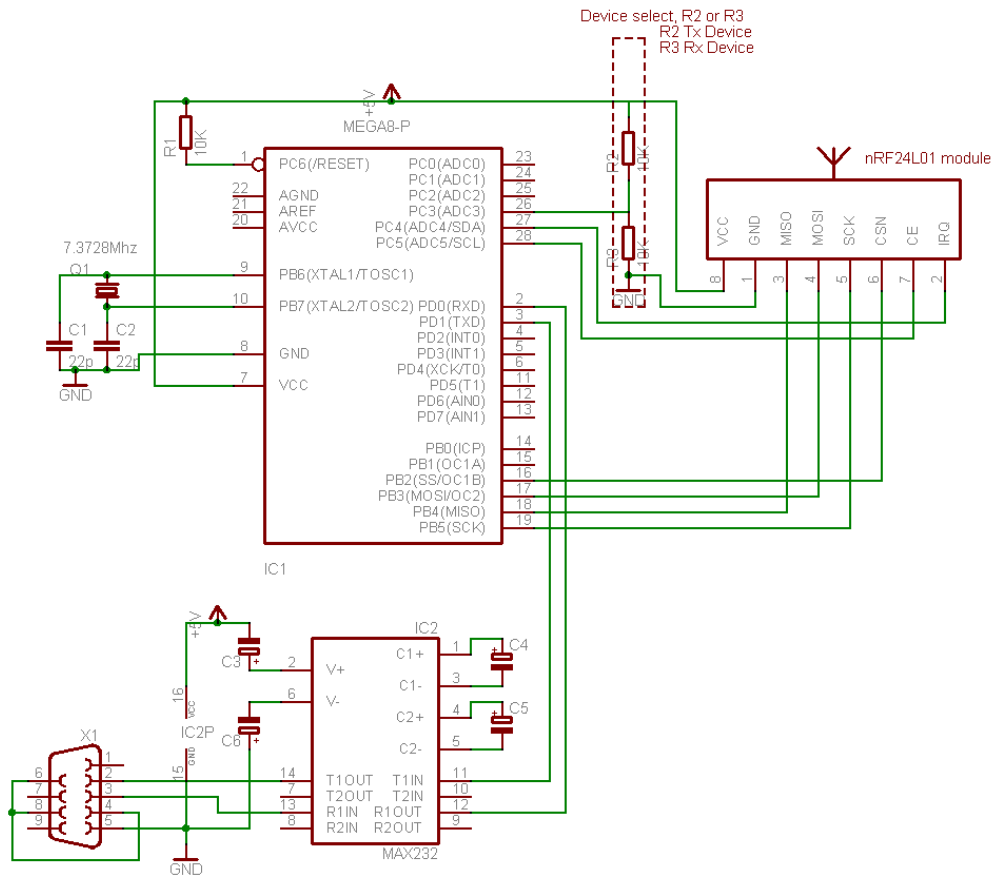 Device select, R2 or R3
R2 Tx Device
R3 Rx Device
+5V
MEGA8-P
R1
10K
1
PC6(/RESET)
22
AGND
21
AREF
20
AVCC
7.3728Mhz
Q1
9
PB6(XTAL1/TOSC1)
10
PB7(XTAL2/TOSC2)
C1
22p
C2
22p
8
GND
7
VCC
GND
PC0(ADC0)
23
PC1(ADC1)
24
PC2(ADC2)
25
PC3(ADC3)
26
PC4(ADC4/SDA)
27
PC5(ADC5/SCL)
28
PD0(RXD)
2
PD1(TXD)
3
PD2(INT0)
4
PD3(INT1)
5
PD4(XCK/T0)
6
PD5(T1)
11
PD6(AIN0)
12
PD7(AIN1)
13
PB0(ICP)
14
PB1(OC1A)
15
PB2(SS/OC1B)
16
PB3(MOSI/OC2)
17
PB4(MISO)
18
PB5(SCK)
19
IC1
R2
10K
R3
10K
GND
nRF24L01 module
VCC
GND
MISO
MOSI
SCK
CSN
CE
IRQ
8
1
3
4
5
6
7
2
+5V
C3
+
C6
+
16
VCC
IC2P
GND
15
IC2
2
V+
6
V-
C1+
1
C1-
3
C2+
4
C2-
5
+
C4
+
C5
14
T1OUT
7
T2OUT
13
R1IN
8
R2IN
T1IN
11
T2IN
10
R1OUT
12
R2OUT
9
MAX232
X1
1
6
2
7
3
8
4
9
5
GND